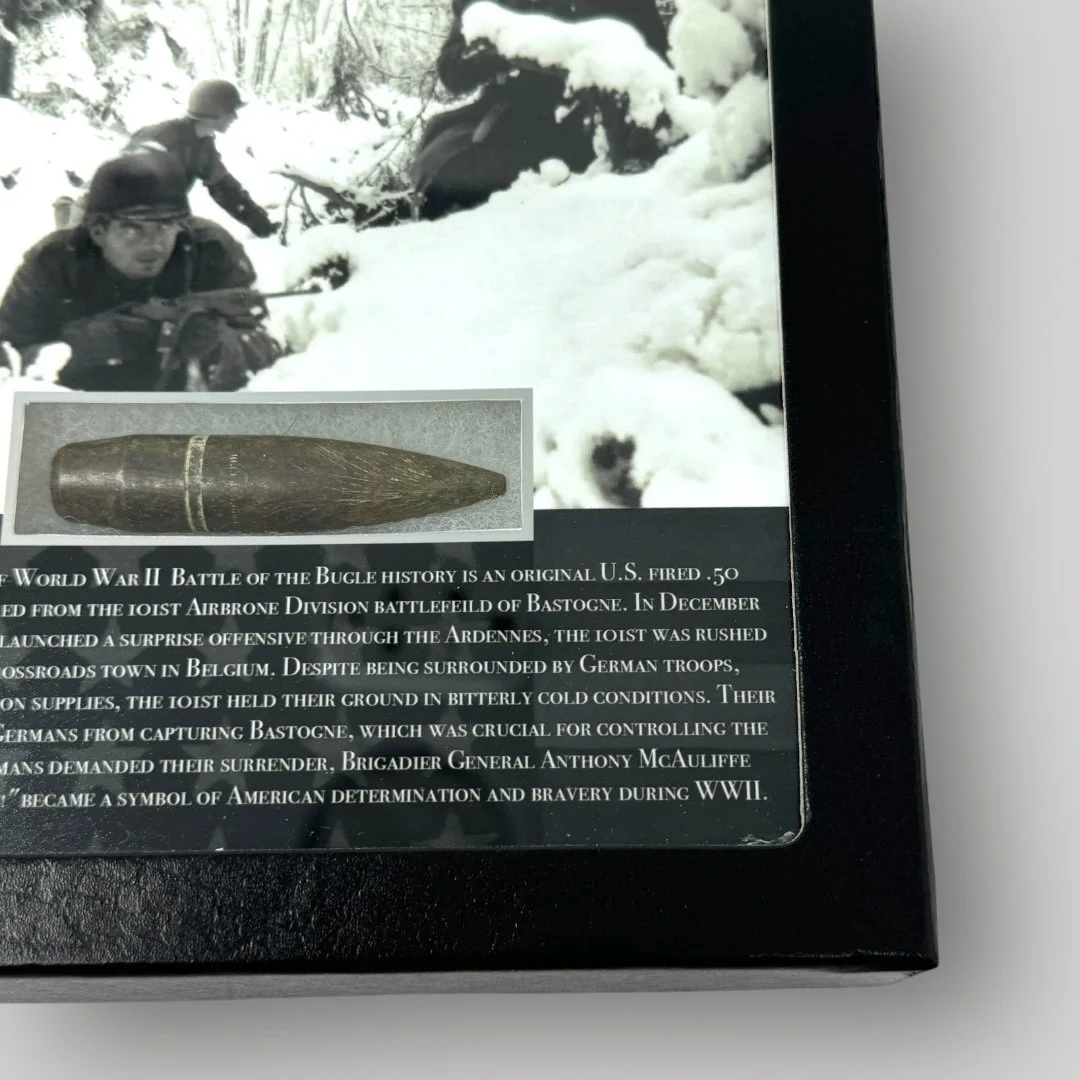 F WORLD WAR II BATTLE OF THE BUGLE HISTORY IS AN ORIGINAL U.S. FIRED .50
ED FROM THE 101ST AIRBRONE DIVISION BATTLEFEILD OF BASTOGNE. IN DECEMBER
LAUNCHED A SURPRISE OFFENSIVE THROUGH THE ARDENNES, THE 101ST WAS RUSHED
OSSROADS TOWN IN BELGIUM. DESPITE BEING SURROUNDED BY GERMAN TROOPS,
ON SUPPLIES, THE 101ST HELD THEIR GROUND IN BITTERLY COLD CONDITIONS. THEIR
GERMANS FROM CAPTURING BASTOGNE, WHICH WAS CRUCIAL FOR CONTROLLING THE
MANS DEMANDED THEIR SURRENDER, BRIGADIER GENERAL ANTHONY MCAULIFFE
!" BECAME A SYMBOL OF AMERICAN DETERMINATION AND BRAVERY DURING WWII.